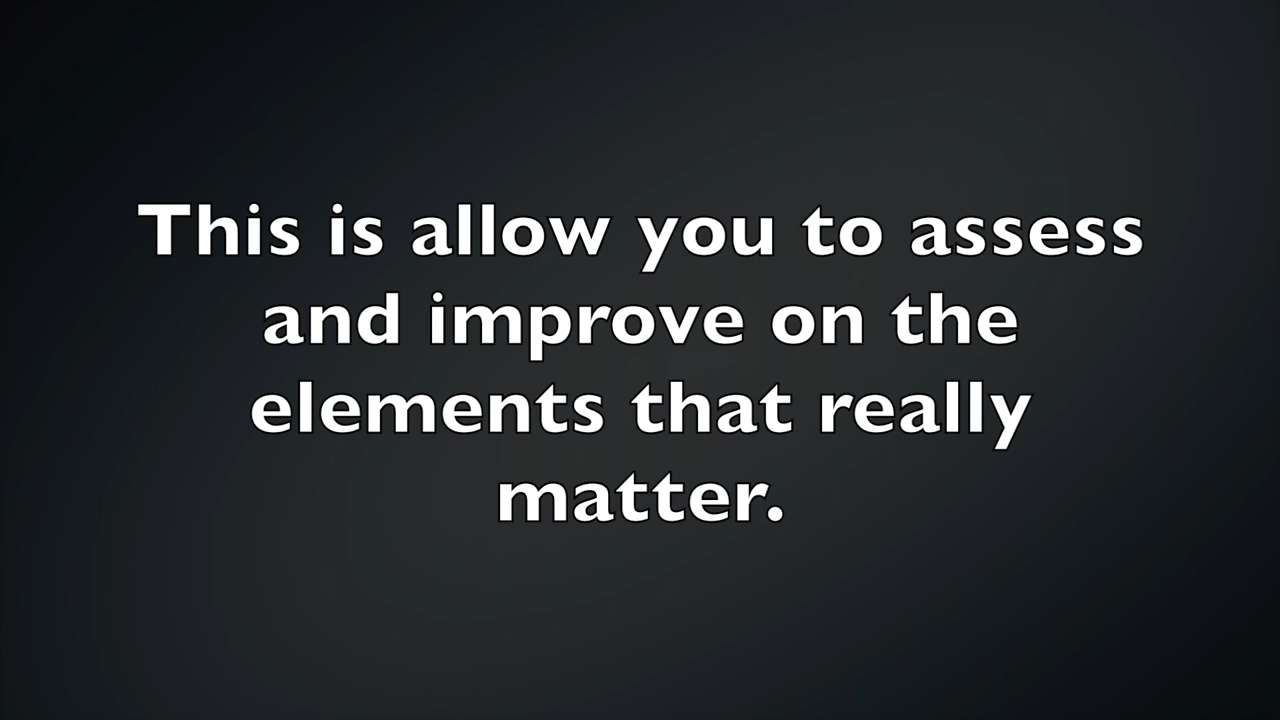 This is allow you to assess
and improve on the
elements that really
matter.